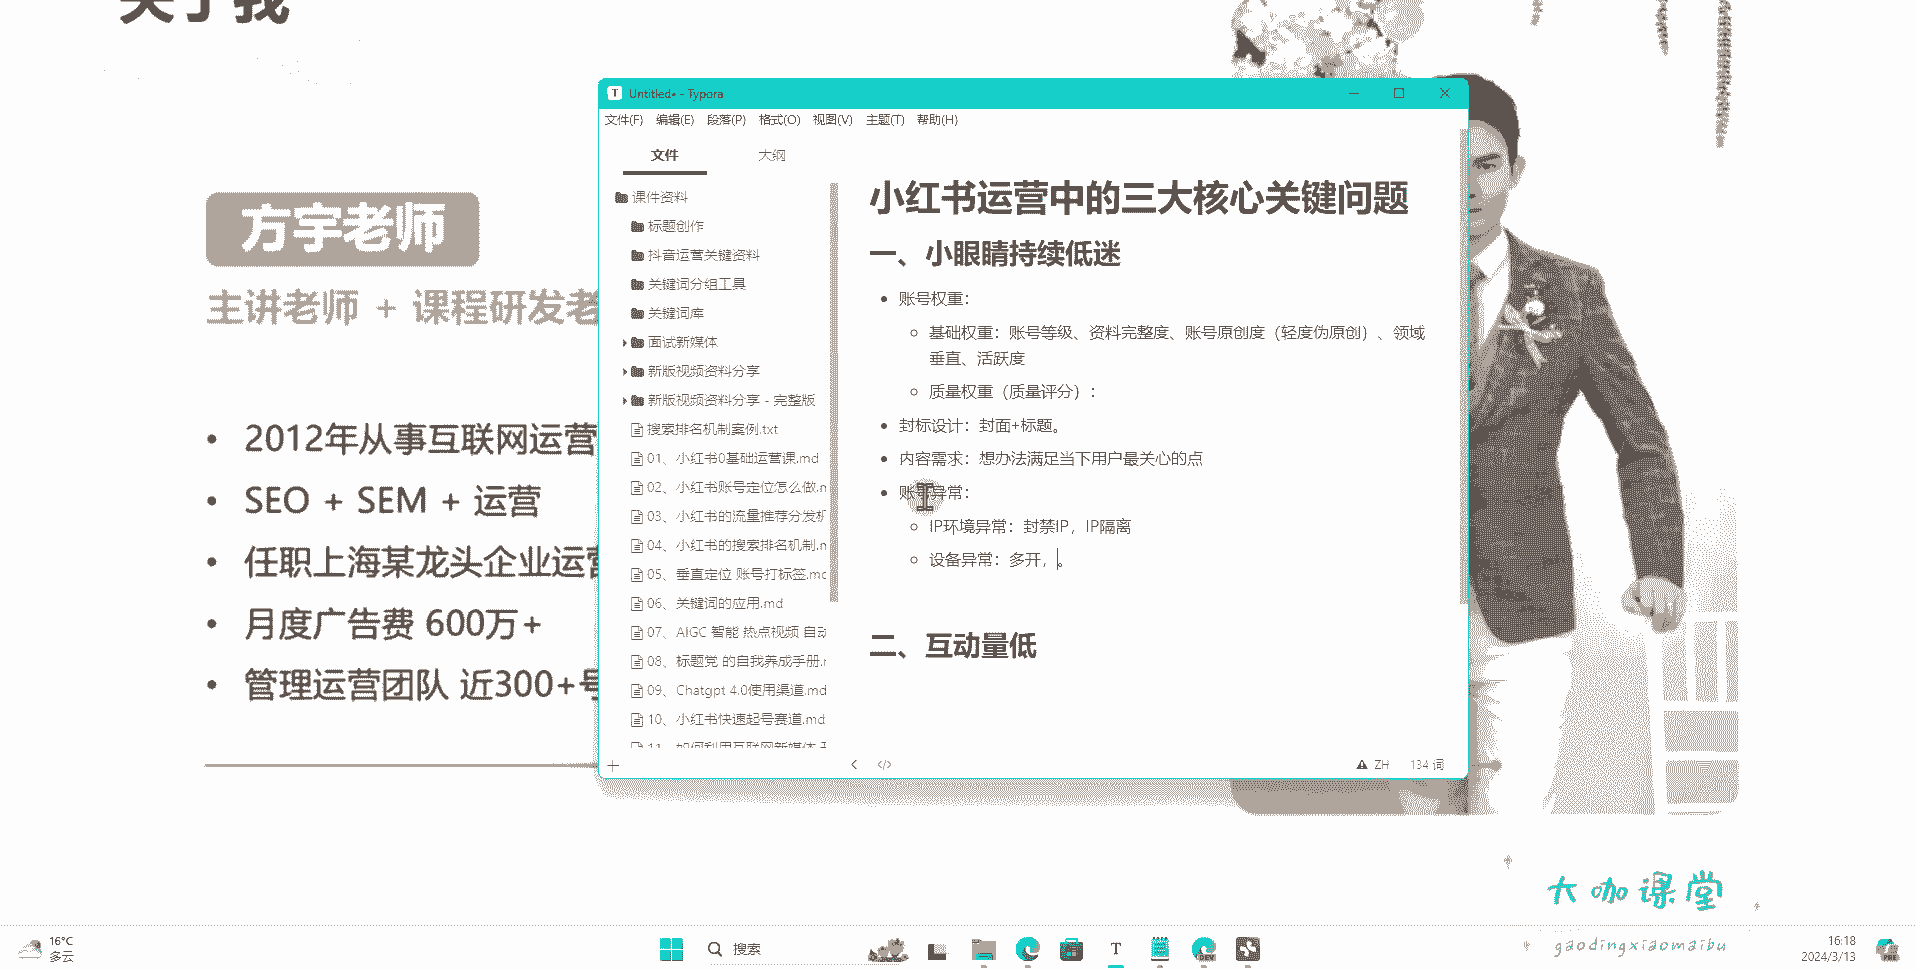 关于我
方宇老师
主讲老师 + 课程研发老
2012年从事互联网运营
SEO + SEM + 运营
任职上海某龙头企业运营
月度广告费 600万+
管理运营团队 近300+号
Untitled• - Typora
文件(F) 编辑(E) 段落(P) 格式(O) 视图(V) 主题(T) 帮助(H)
文件 大纲
课件资料
标题创作
抖音运营关键资料
关键词分组工具
关键词库
面试新媒体
新版视频资料分享
新版视频资料分享 - 完整版
搜索排名机制案例.txt
01、小红书0基础运营课.md
02、小红书账号定位怎么做.m
03、小红书的流量推荐分发机
04、小红书的搜索排名机制.m
05、垂直定位 账号打标签.md
06、关键词的应用.md
07、AIGC 智能 热点视频 自动
08、标题党 的自我养成手册.m
09、Chatgpt 4.0使用渠道.md
10、小红书快速起号赛道.md
11、如何利用互联网新媒体
小红书运营中的三大核心关键问题
一、小眼睛持续低迷
账号权重：
基础权重：账号等级、资料完整度、账号原创度（轻度伪原创）、领域
垂直、活跃度
质量权重（质量评分）：
封标设计：封面+标题。
内容需求：想办法满足当下用户最关心的点
账号异常：
IP环境异常：封禁IP，IP隔离
设备异常：多开，。
二、互动量低
ZH 134 词
大咖课堂
gaodingxiaomaibu
16°C
多云
搜索
16:18
2024/3/13